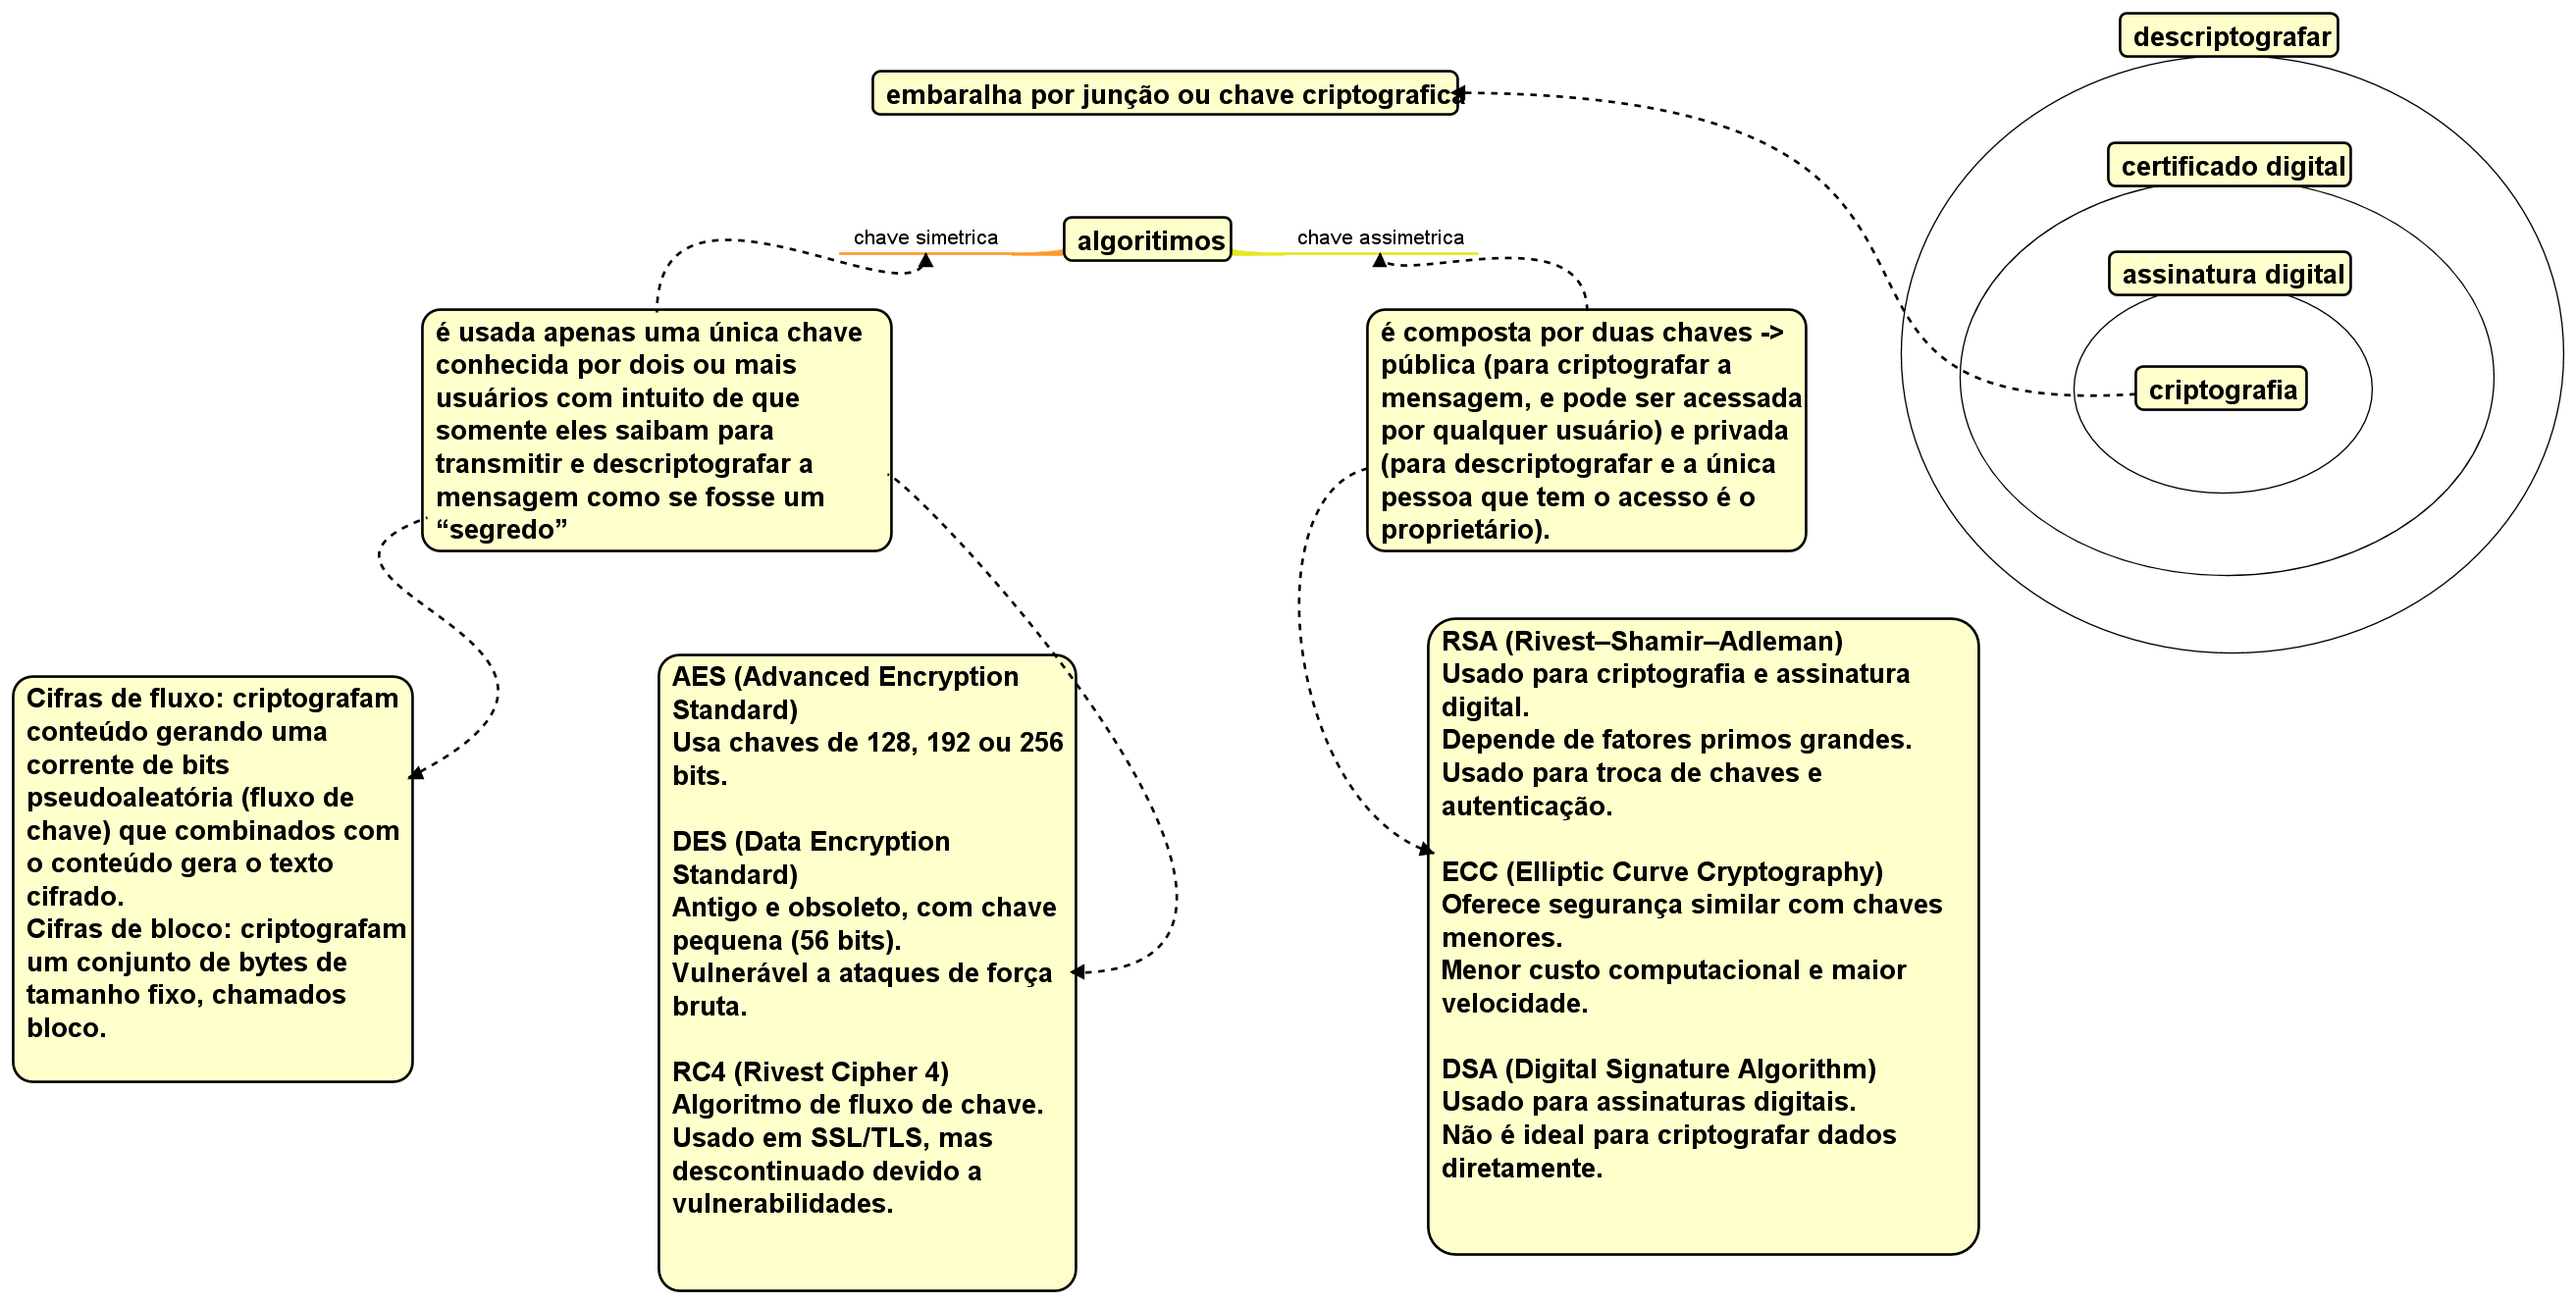 descriptografar
embaralha por junção ou chave criptografica
certificado digital
chave simetrica
algoritimos
chave assimetrica
assinatura digital
criptografia
é usada apenas uma única chave
conhecida por dois ou mais
usuários com intuito de que
somente eles saibam para
transmitir e descriptografar a
mensagem como se fosse um
“segredo”
é composta por duas chaves ->
pública (para criptografar a
mensagem, e pode ser acessada
por qualquer usuário) e privada
(para descriptografar e a única
pessoa que tem o acesso é o
proprietário).
Cifras de fluxo: criptografam
conteúdo gerando uma
corrente de bits
pseudoaleatória (fluxo de
chave) que combinados com
o conteúdo gera o texto
cifrado.
Cifras de bloco: criptografam
um conjunto de bytes de
tamanho fixo, chamados
bloco.
AES (Advanced Encryption
Standard)
Usa chaves de 128, 192 ou 256
bits.
DES (Data Encryption
Standard)
Antigo e obsoleto, com chave
pequena (56 bits).
Vulnerável a ataques de força
bruta.
RC4 (Rivest Cipher 4)
Algoritmo de fluxo de chave.
Usado em SSL/TLS, mas
descontinuado devido a
vulnerabilidades.
RSA (Rivest–Shamir–Adleman)
Usado para criptografia e assinatura
digital.
Depende de fatores primos grandes.
Usado para troca de chaves e
autenticação.
ECC (Elliptic Curve Cryptography)
Oferece segurança similar com chaves
menores.
Menor custo computacional e maior
velocidade.
DSA (Digital Signature Algorithm)
Usado para assinaturas digitais.
Não é ideal para criptografar dados
diretamente.